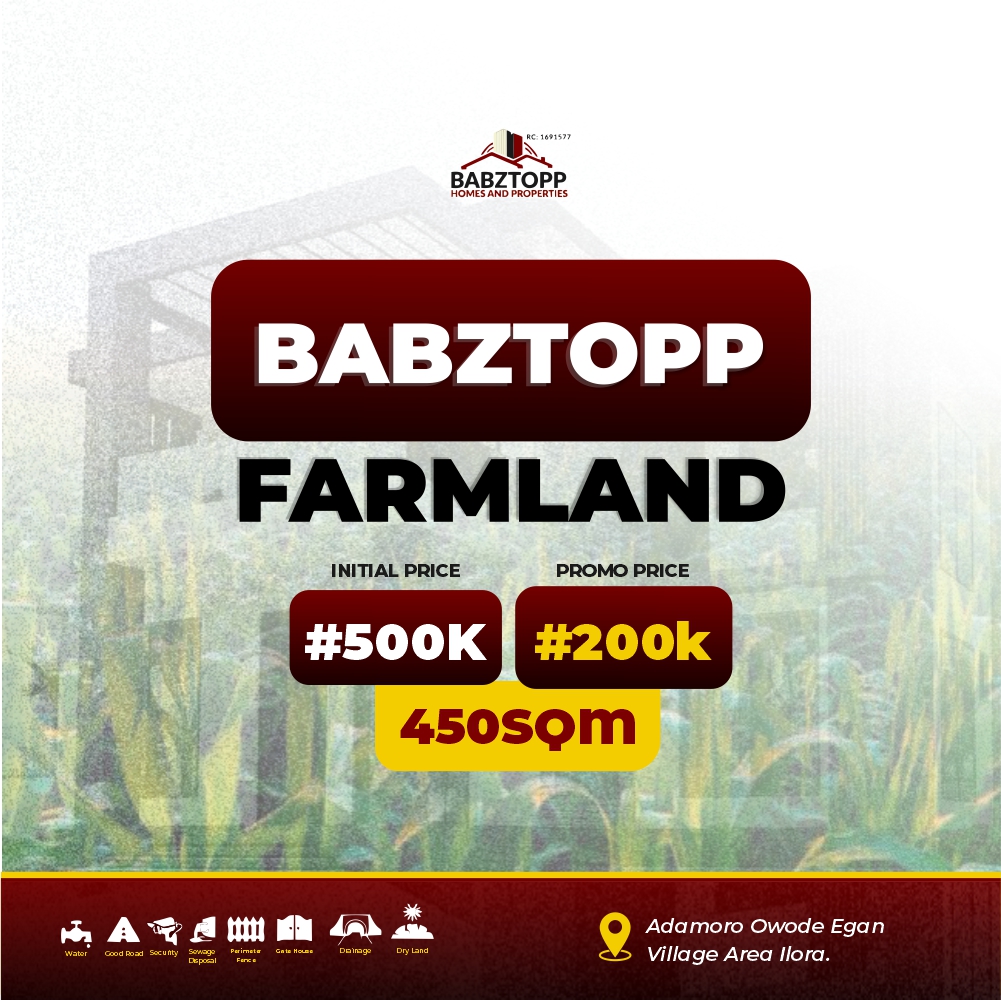 RC: 1691577
BABZTOPP
HOMES AND PROPERTIES
BABZTOPP
FARMLAND
INITIAL PRICE
PROMO PRICE
#500K
#200k
450sqm
Adamoro Owode Egan
Village Area Ilora.
Water
Good Road
Security
Sewage
Disposal
Perimeter
Fence
Gate House
Drainage
Dry Land